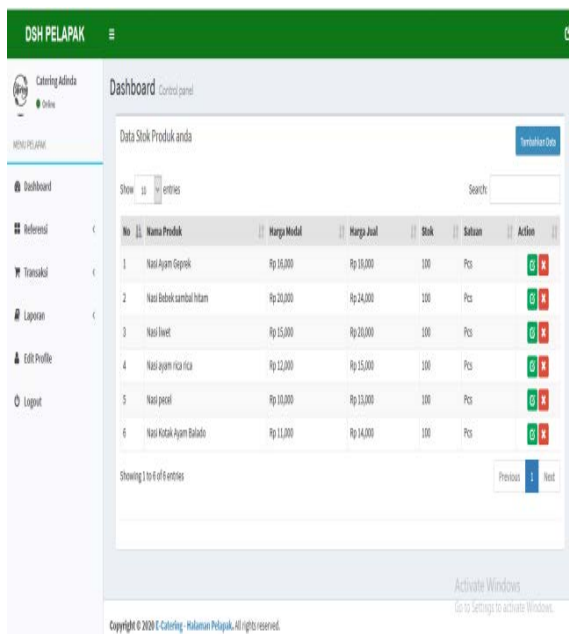 DSH PELAPAK
Catering Adinda
Online
MENU PELAPAK
Dashboard
Referensi
Transaksi
Laporan
Edit Profile
Logout
Dashboard Control panel
Data Stok Produk anda
Tambahkan Data
Show 10 entries
Search:
No Nama Produk Harga Modal Harga Jual Stok Satuan Action
1 Nasi Ayam Geprek Rp 16,000 Rp 19,000 100 Pcs
2 Nasi Bebek sambal hitam Rp 20,000 Rp 24,000 100 Pcs
3 Nasi liwet Rp 15,000 Rp 20,000 100 Pcs
4 Nasi ayam rica rica Rp 12,000 Rp 15,000 100 Pcs
5 Nasi pecel Rp 10,000 Rp 13,000 100 Pcs
6 Nasi Kotak Ayam Balado Rp 11,000 Rp 14,000 100 Pcs
Showing 1 to 6 of 6 entries
Previous 1 Next
Activate Windows
Go to Settings to activate Windows.
Copyright © 2020 E-Catering - Halaman Pelapak. All rights reserved.